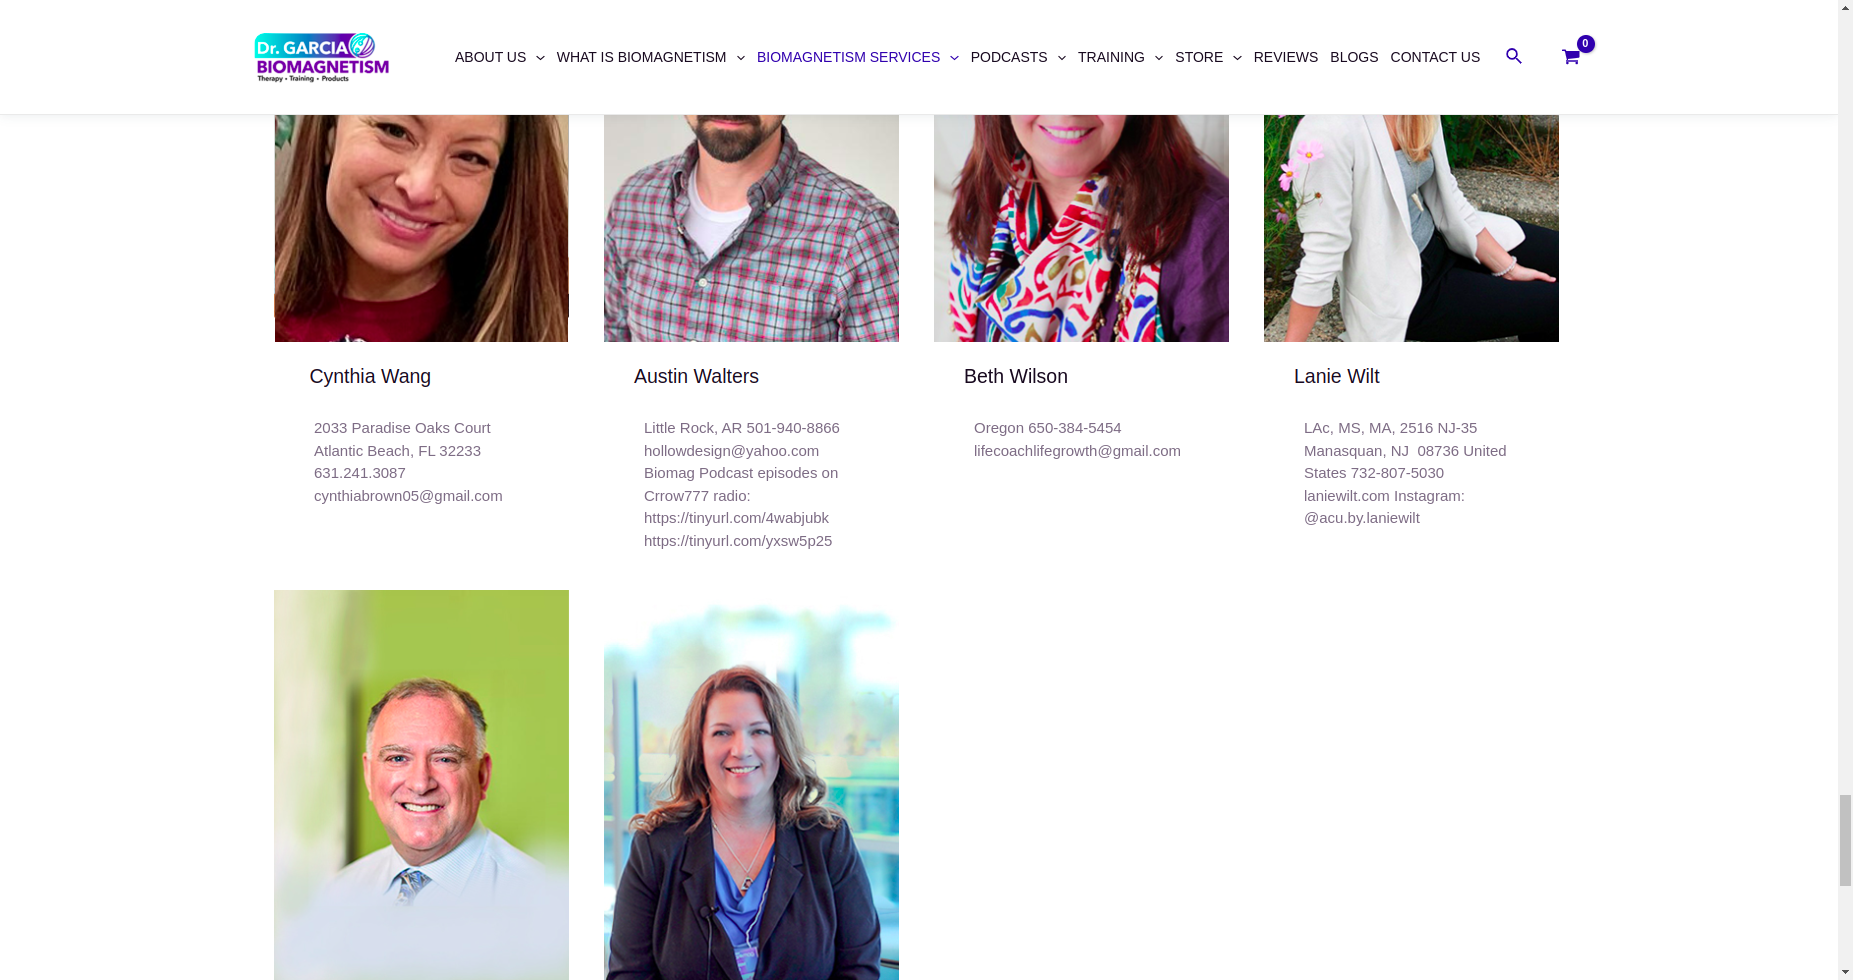 Dr. GARCIA
BIOMAGNETISM
Therapy • Training • Products
ABOUT US
WHAT IS BIOMAGNETISM
BIOMAGNETISM SERVICES
PODCASTS
TRAINING
STORE
REVIEWS
BLOGS
CONTACT US
0
Cynthia Wang
2033 Paradise Oaks Court
Atlantic Beach, FL 32233
631.241.3087
cynthiabrown05@gmail.com
Austin Walters
Little Rock, AR 501-940-8866
hollowdesign@yahoo.com
Biomag Podcast episodes on
Crrow777 radio:
https://tinyurl.com/4wabjubk
https://tinyurl.com/yxsw5p25
Beth Wilson
Oregon 650-384-5454
lifecoachlifegrowth@gmail.com
Lanie Wilt
LAc, MS, MA, 2516 NJ-35
Manasquan, NJ  08736 United
States 732-807-5030
laniewilt.com Instagram:
@acu.by.laniewilt